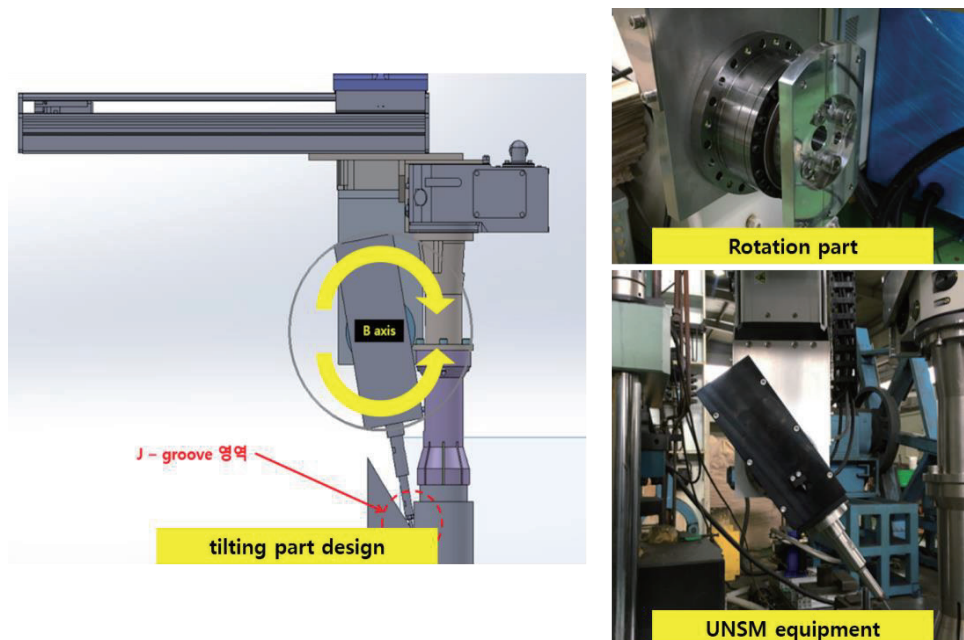 B axis
J – groove 영역
tilting part design
Rotation part
UNSM equipment